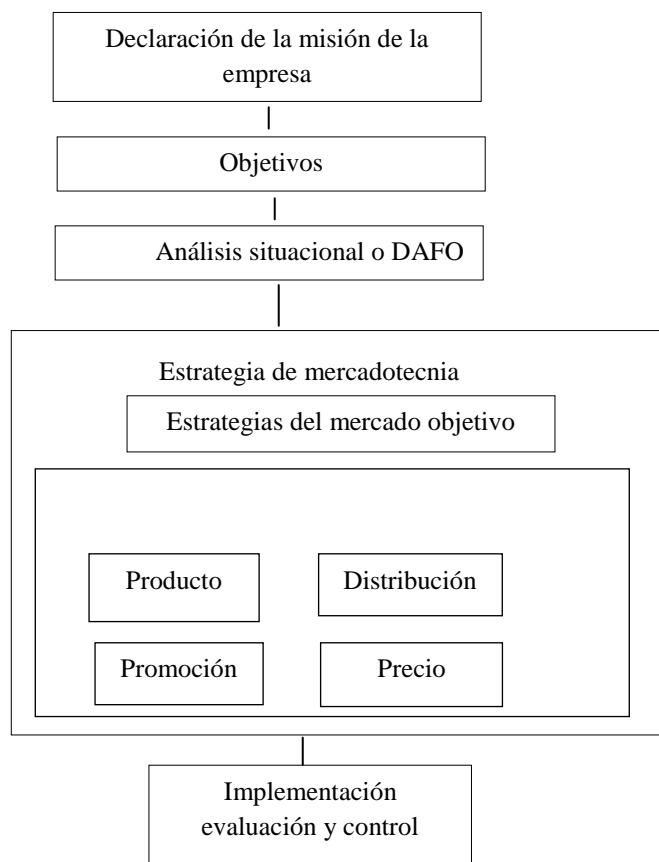 Declaración de la misión de la
empresa
Objetivos
Análisis situacional o DAFO
Estrategia de mercadotecnia
Estrategias del mercado objetivo
Producto
Distribución
Promoción
Precio
Implementación
evaluación y control